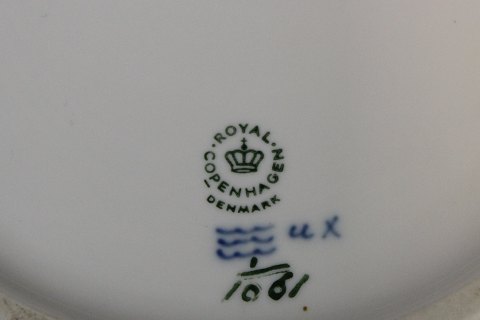 ROYAL
COPENHAGEN
DENMARK
ux
1
1061